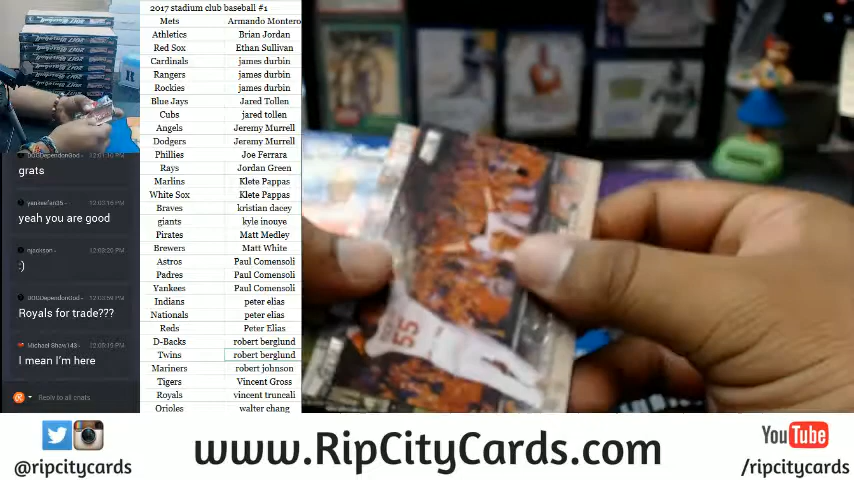 2017 stadium club baseball #1
Mets Armando Montero
Athletics Brian Jordan
Red Sox Ethan Sullivan
Cardinals james durbin
Rangers james durbin
Rockies james durbin
Blue Jays Jared Tollen
Cubs jared tollen
Angels Jeremy Murrell
Dodgers Jeremy Murrell
Phillies Joe Ferrara
Rays Jordan Green
Marlins Klete Pappas
White Sox Klete Pappas
Braves kristian dacey
giants kyle inouye
Pirates Matt Medley
Brewers Matt White
Astros Paul Comensoli
Padres Paul Comensoli
Yankees Paul Comensoli
Indians peter elias
Nationals peter elias
Reds Peter Elias
D-Backs robert berglund
Twins robert berglund
Mariners robert johnson
Tigers Vincent Gross
Royals vincent truncali
Orioles walter chang
grats
yeah you are good
:)
Royals for trade???
Michael Shaw143
I mean I'm here
Reply to all chats
55
@ripcitycards
www.RipCityCards.com
YouTube
/ripcitycards